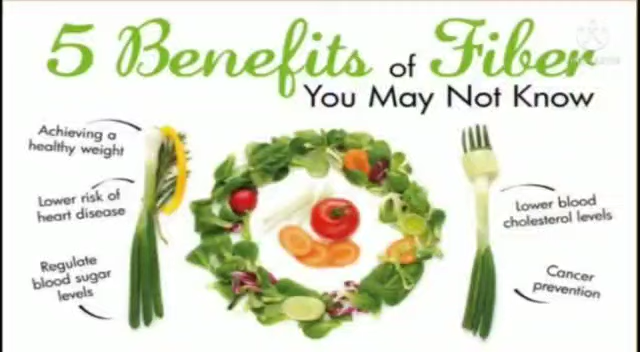 5 Benefits of Fiber
You May Not Know
Achieving a
healthy weight
Lower risk of
heart disease
Regulate
blood sugar
levels
Lower blood
cholesterol levels
Cancer
prevention